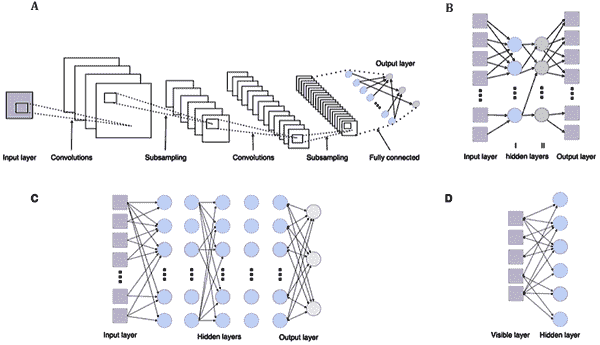 A
Output layer
Input layer
Convolutions
Subsampling
Convolutions
Subsampling
Fully connected
B
I
II
Input layer
hidden layers
Output layer
C
Input layer
Hidden layers
Output layer
D
Visible layer
Hidden layer